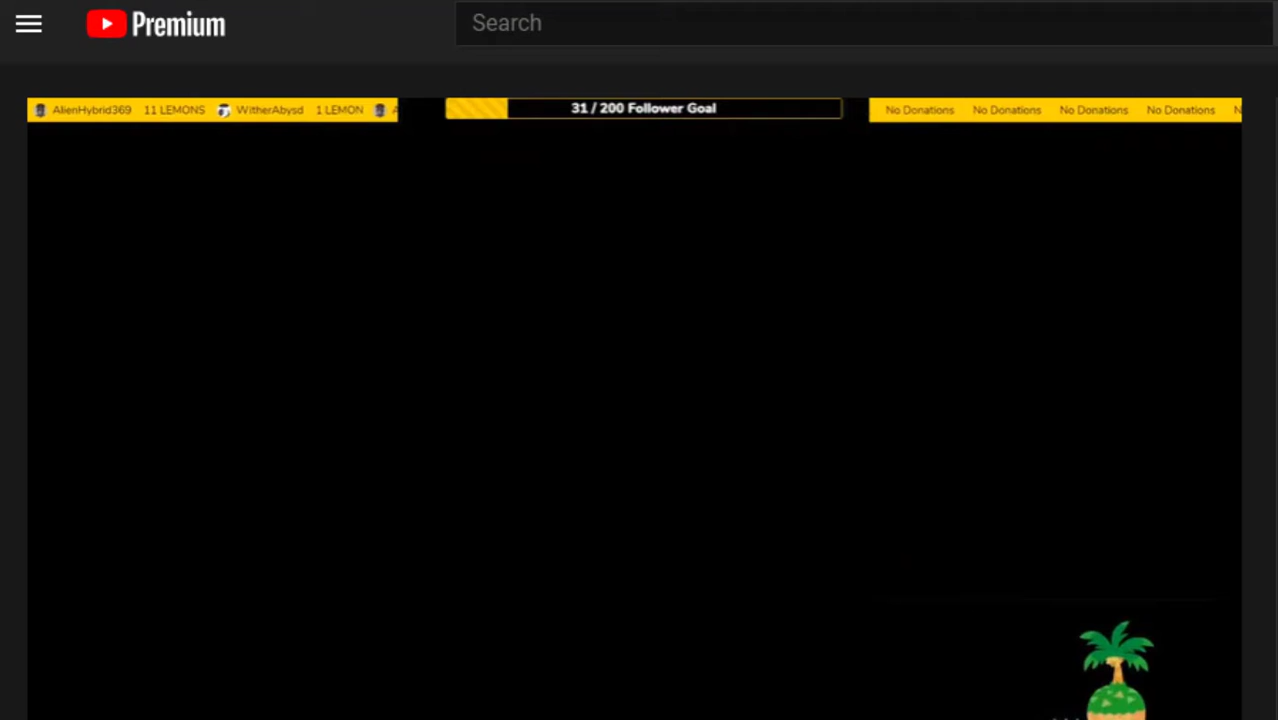 Premium
Search
AlienHybrid369 11 LEMONS WitherAbysd 1 LEMON
31 / 200 Follower Goal
No Donations No Donations No Donations No Donations